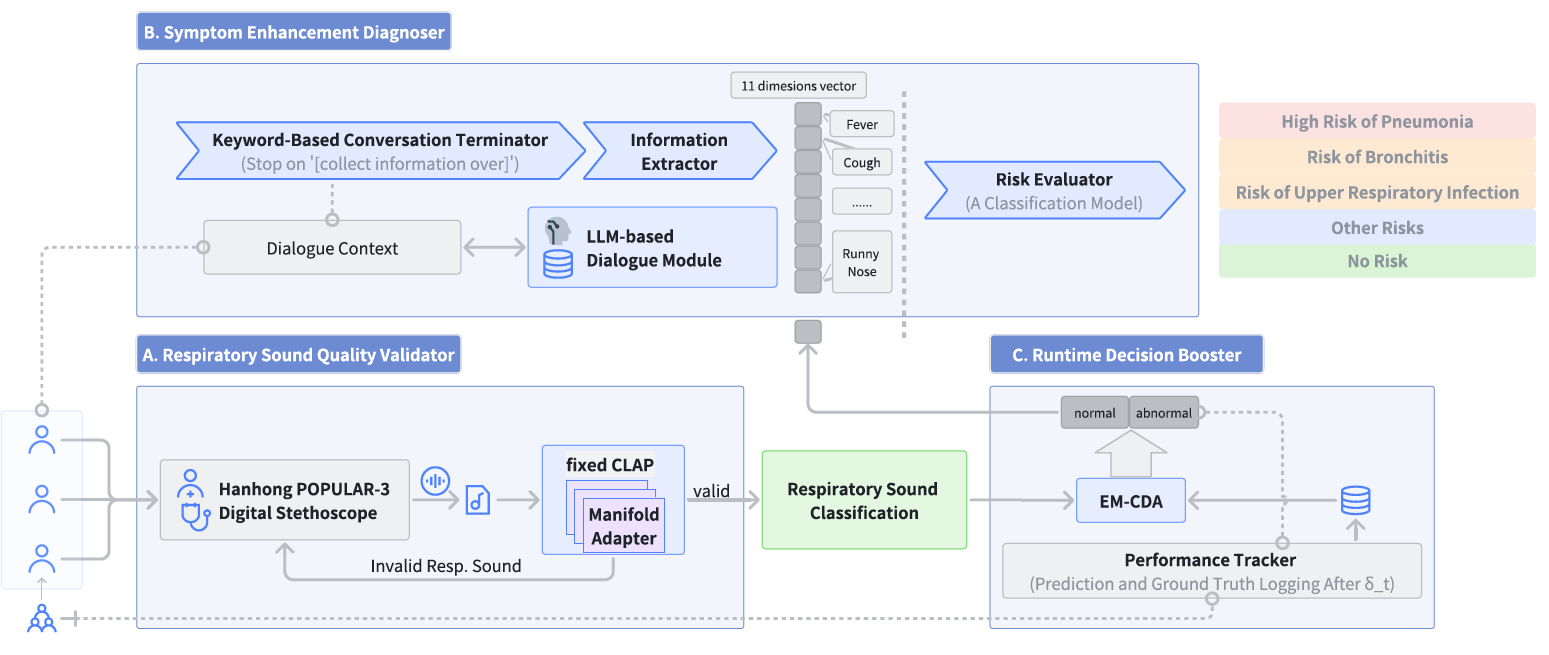 B. Symptom Enhancement Diagnoser
11 dimesions vector
Keyword-Based Conversation Terminator
(Stop on '[collect information over]')
Information
Extractor
Fever
Cough
......
Runny
Nose
Risk Evaluator
(A Classification Model)
Dialogue Context
LLM-based
Dialogue Module
High Risk of Pneumonia
Risk of Bronchitis
Risk of Upper Respiratory Infection
Other Risks
No Risk
A. Respiratory Sound Quality Validator
Hanhong POPULAR-3
Digital Stethoscope
fixed CLAP
Manifold
Adapter
Invalid Resp. Sound
valid
Respiratory Sound
Classification
C. Runtime Decision Booster
normal
abnormal
EM-CDA
Performance Tracker
(Prediction and Ground Truth Logging After δ_t)